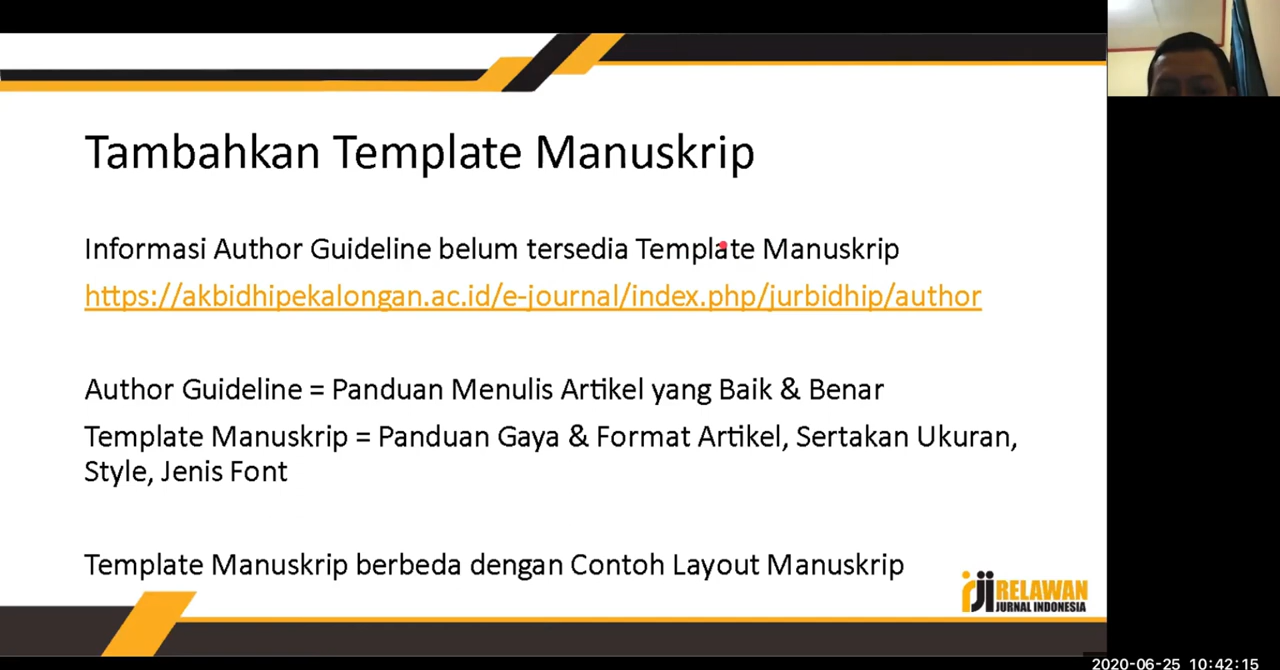 Tambahkan Template Manuskrip
Informasi Author Guideline belum tersedia Template Manuskrip
https://akbidhipekalongan.ac.id/e-journal/index.php/jurbidhip/author
Author Guideline = Panduan Menulis Artikel yang Baik & Benar
Template Manuskrip = Panduan Gaya & Format Artikel, Sertakan Ukuran,
Style, Jenis Font
Template Manuskrip berbeda dengan Contoh Layout Manuskrip
rji RELAWAN
JURNAL INDONESIA
2020-06-25 10:42:15